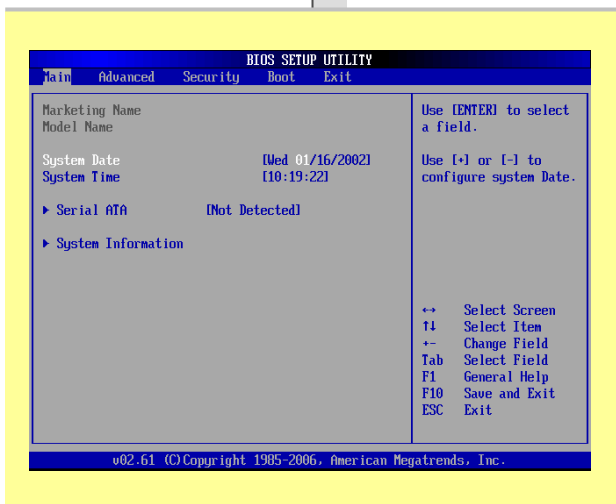 BIOS SETUP UTILITY
Main Advanced Security Boot Exit
Marketing Name
Model Name
System Date [Wed 01/16/2002]
System Time [10:19:22]
▶ Serial ATA [Not Detected]
▶ System Information
Use [ENTER] to select
a field.
Use [+] or [-] to
configure system Date.
↔ Select Screen
↑↓ Select Item
+- Change Field
Tab Select Field
F1 General Help
F10 Save and Exit
ESC Exit
v02.61 (C)Copyright 1985-2006, American Megatrends, Inc.